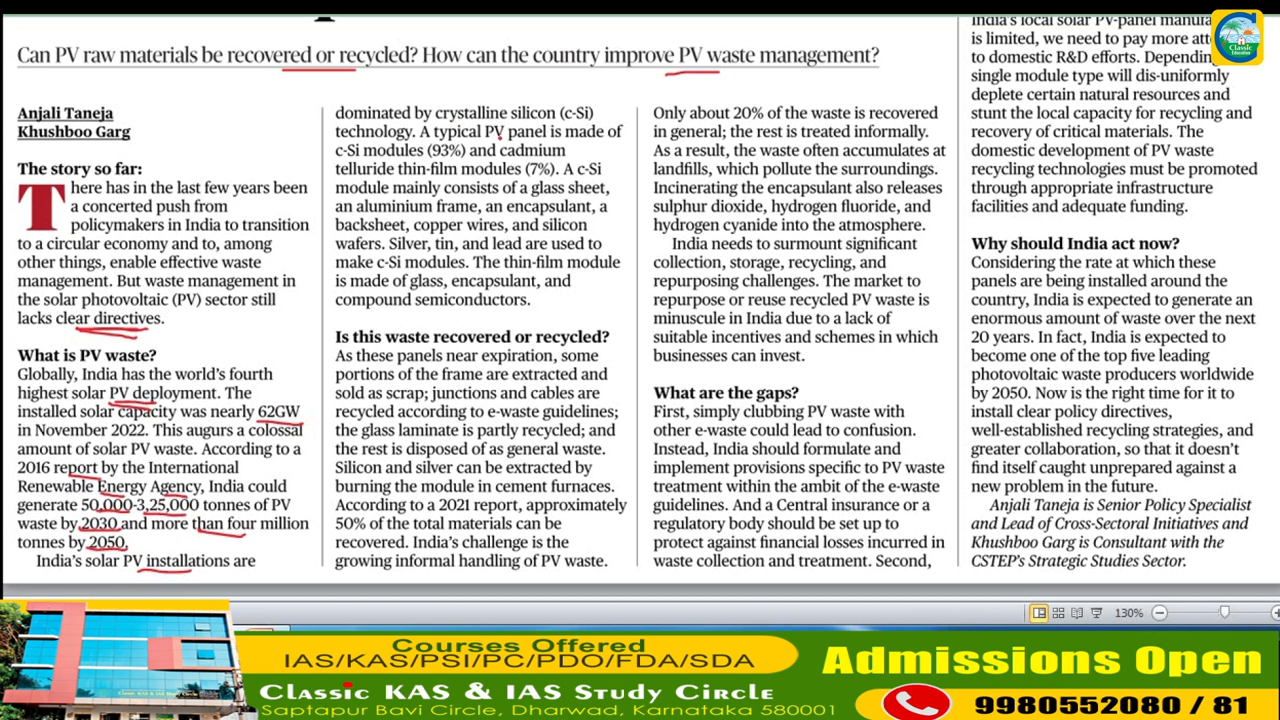 Can PV raw materials be recovered or recycled? How can the country improve PV waste management?
Anjali Taneja
Khushboo Garg
The story so far:
There has in the last few years been
a concerted push from
policymakers in India to transition
to a circular economy and to, among
other things, enable effective waste
management. But waste management in
the solar photovoltaic (PV) sector still
lacks clear directives.
What is PV waste?
Globally, India has the world's fourth
highest solar PV deployment. The
installed solar capacity was nearly 62GW
in November 2022. This augurs a colossal
amount of solar PV waste. According to a
2016 report by the International
Renewable Energy Agency, India could
generate 50,000-3,25,000 tonnes of PV
waste by 2030 and more than four million
tonnes by 2050.
India's solar PV installations are
dominated by crystalline silicon (c-Si)
technology. A typical PV panel is made of
c-Si modules (93%) and cadmium
telluride thin-film modules (7%). A c-Si
module mainly consists of a glass sheet,
an aluminium frame, an encapsulant, a
backsheet, copper wires, and silicon
wafers. Silver, tin, and lead are used to
make c-Si modules. The thin-film module
is made of glass, encapsulant, and
compound semiconductors.
Is this waste recovered or recycled?
As these panels near expiration, some
portions of the frame are extracted and
sold as scrap; junctions and cables are
recycled according to e-waste guidelines;
the glass laminate is partly recycled; and
the rest is disposed of as general waste.
Silicon and silver can be extracted by
burning the module in cement furnaces.
According to a 2021 report, approximately
50% of the total materials can be
recovered. India's challenge is the
growing informal handling of PV waste.
Only about 20% of the waste is recovered
in general; the rest is treated informally.
As a result, the waste often accumulates at
landfills, which pollute the surroundings.
Incinerating the encapsulant also releases
sulphur dioxide, hydrogen fluoride, and
hydrogen cyanide into the atmosphere.
India needs to surmount significant
collection, storage, recycling, and
repurposing challenges. The market to
repurpose or reuse recycled PV waste is
minuscule in India due to a lack of
suitable incentives and schemes in which
businesses can invest.
What are the gaps?
First, simply clubbing PV waste with
other e-waste could lead to confusion.
Instead, India should formulate and
implement provisions specific to PV waste
treatment within the ambit of the e-waste
guidelines. And a Central insurance or a
regulatory body should be set up to
protect against financial losses incurred in
waste collection and treatment. Second,
India's local solar PV-panel
is limited, we need to pay more
to domestic R&D efforts.
single module type will dis-uniformly
deplete certain natural resources and
stunt the local capacity for recycling and
recovery of critical materials. The
domestic development of PV waste
recycling technologies must be promoted
through appropriate infrastructure
facilities and adequate funding.
Why should India act now?
Considering the rate at which these
panels are being installed around the
country, India is expected to generate an
enormous amount of waste over the next
20 years. In fact, India is expected to
become one of the top five leading
photovoltaic waste producers worldwide
by 2050. Now is the right time for it to
install clear policy directives,
well-established recycling strategies, and
greater collaboration, so that it doesn't
find itself caught unprepared against a
new problem in the future.
Anjali Taneja is Senior Policy Specialist
and Lead of Cross-Sectoral Initiatives and
Khushboo Garg is Consultant with the
CSTEP's Strategic Studies Sector.
Classic
Education
130%
Courses Offered
IAS/KAS/PSI/PC/PDO/FDA/SDA
Classic KAS & IAS Study Circle
Saptapur Bavi Circle, Dharwad, Karnataka 580001
Admissions Open
9980552080 / 81